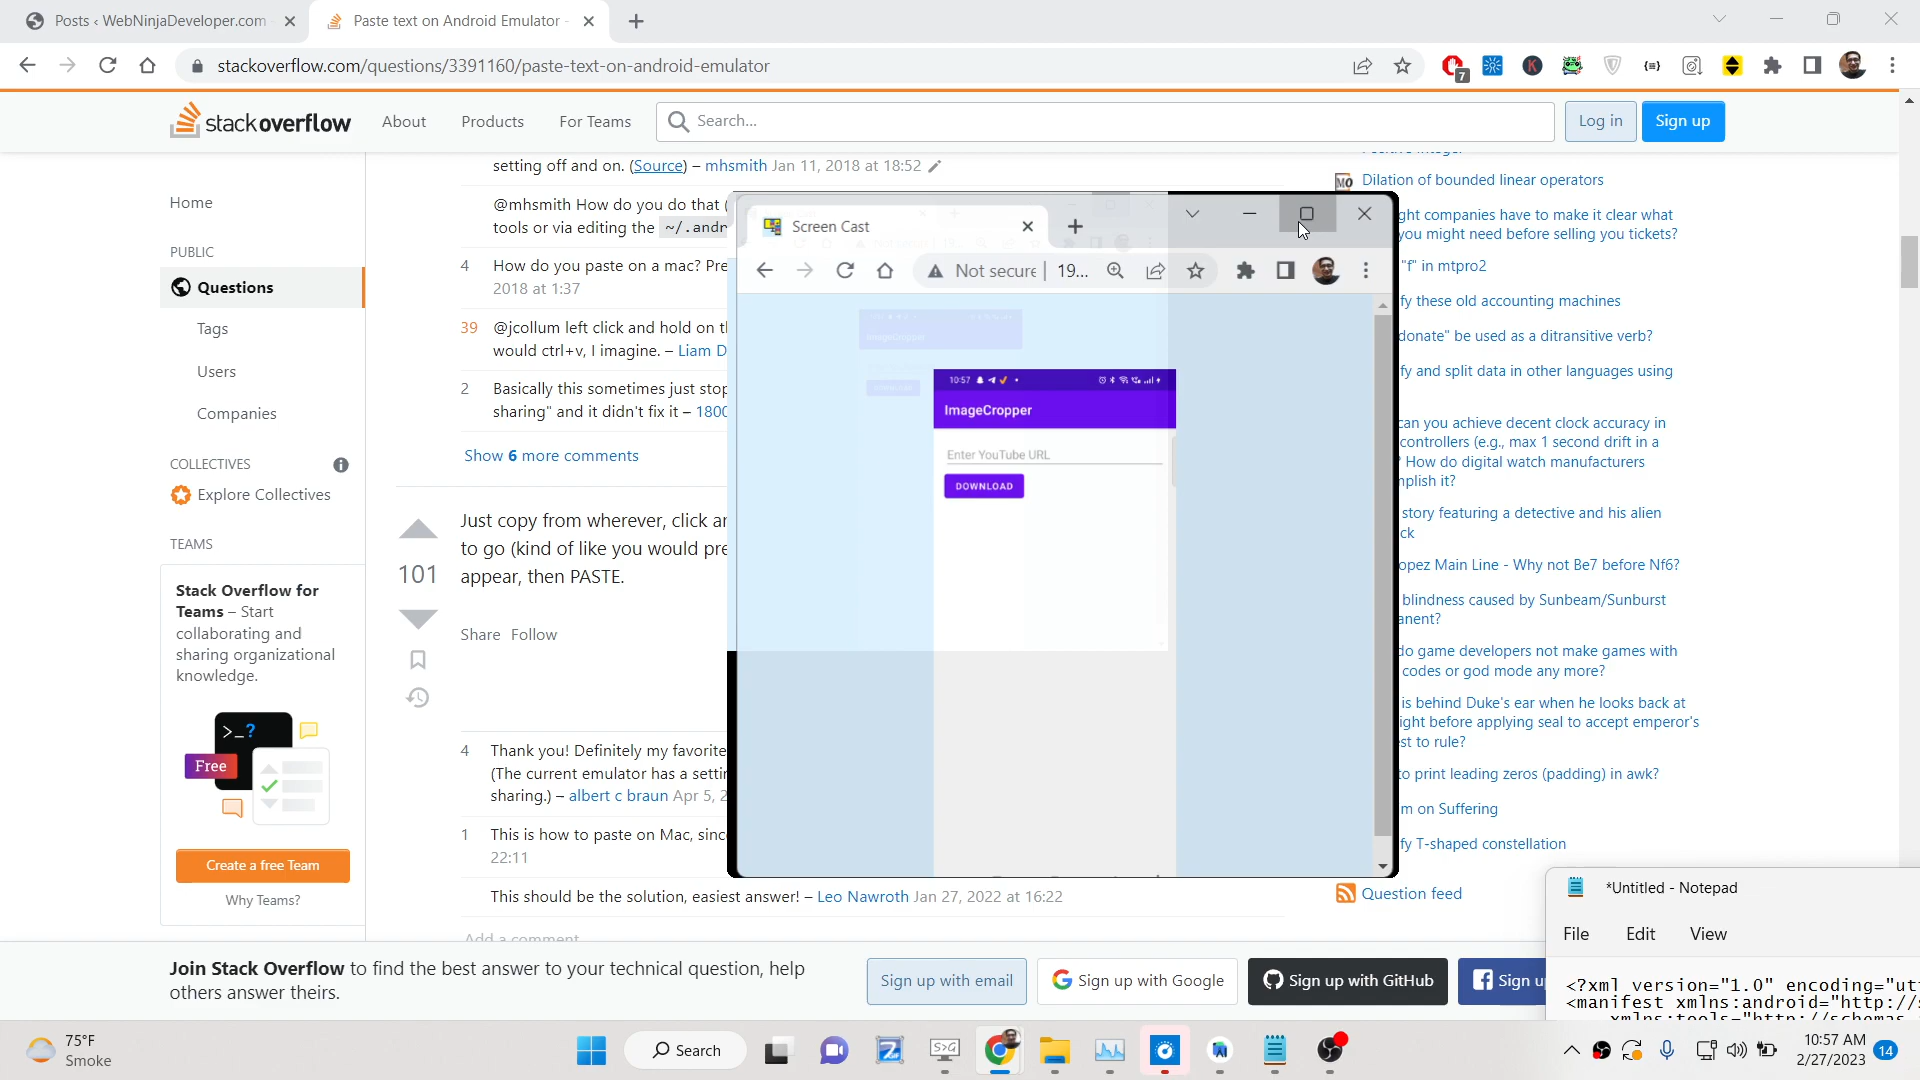 Posts ‹ WebNinjaDeveloper.com
Paste text on Android Emulator -
stackoverflow.com/questions/3391160/paste-text-on-android-emulator
7
stackoverflow
About
Products
For Teams
Search...
Log in
Sign up
Home
PUBLIC
Questions
Tags
Users
Companies
COLLECTIVES
Explore Collectives
TEAMS
Stack Overflow for
Teams – Start
collaborating and
sharing organizational
knowledge.
>_?
Free
Create a free Team
Why Teams?
setting off and on. (Source) – mhsmith Jan 11, 2018 at 18:52
@mhsmith How do you do that (
tools or via editing the ~/.andr
4 How do you paste on a mac? Pre
2018 at 1:37
39 @jcollum left click and hold on t
would ctrl+v, I imagine. – Liam D
2 Basically this sometimes just stop
sharing" and it didn't fix it – 1800
Show 6 more comments
101
Just copy from wherever, click a
to go (kind of like you would pre
appear, then PASTE.
Share Follow
4 Thank you! Definitely my favorite
(The current emulator has a setti
sharing.) – albert c braun Apr 5, 2
1 This is how to paste on Mac, sinc
22:11
This should be the solution, easiest answer! – Leo Nawroth Jan 27, 2022 at 16:22
Add a comment
Screen Cast
Not secure
19...
10:57
ImageCropper
Enter YouTube URL
DOWNLOAD
MO Dilation of bounded linear operators
ght companies have to make it clear what
you might need before selling you tickets?
"f" in mtpro2
fy these old accounting machines
donate" be used as a ditransitive verb?
fy and split data in other languages using
can you achieve decent clock accuracy in
controllers (e.g., max 1 second drift in a
? How do digital watch manufacturers
mplish it?
story featuring a detective and his alien
ck
opez Main Line - Why not Be7 before Nf6?
blindness caused by Sunbeam/Sunburst
anent?
do game developers not make games with
codes or god mode any more?
is behind Duke's ear when he looks back at
ight before applying seal to accept emperor's
est to rule?
to print leading zeros (padding) in awk?
m on Suffering
fy T-shaped constellation
Question feed
*Untitled - Notepad
File
Edit
View
<?xml version="1.0" encoding="ut
<manifest xmlns:android="http://s
xmlns:tools="http://schemas.
Join Stack Overflow to find the best answer to your technical question, help
others answer theirs.
Sign up with email
Sign up with Google
Sign up with GitHub
Sign u
75°F
Smoke
Search
10:57 AM
2/27/2023
14